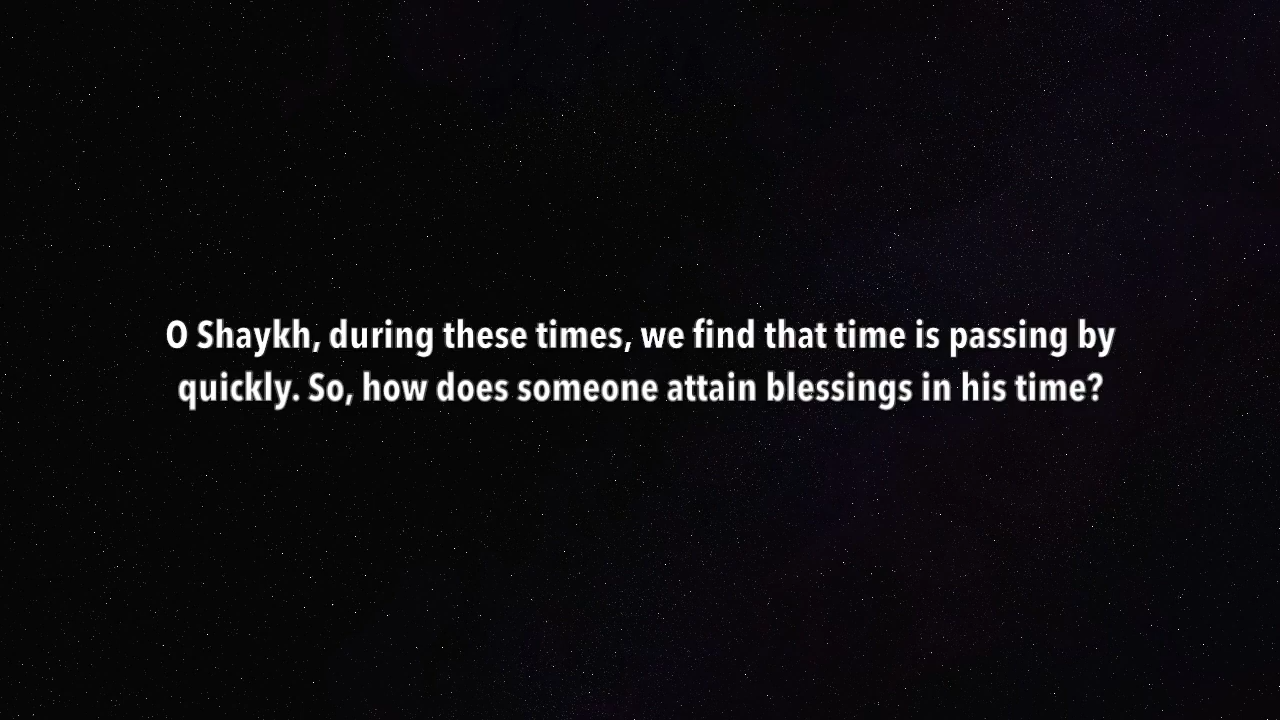 O Shaykh, during these times, we find that time is passing by
quickly. So, how does someone attain blessings in his time?